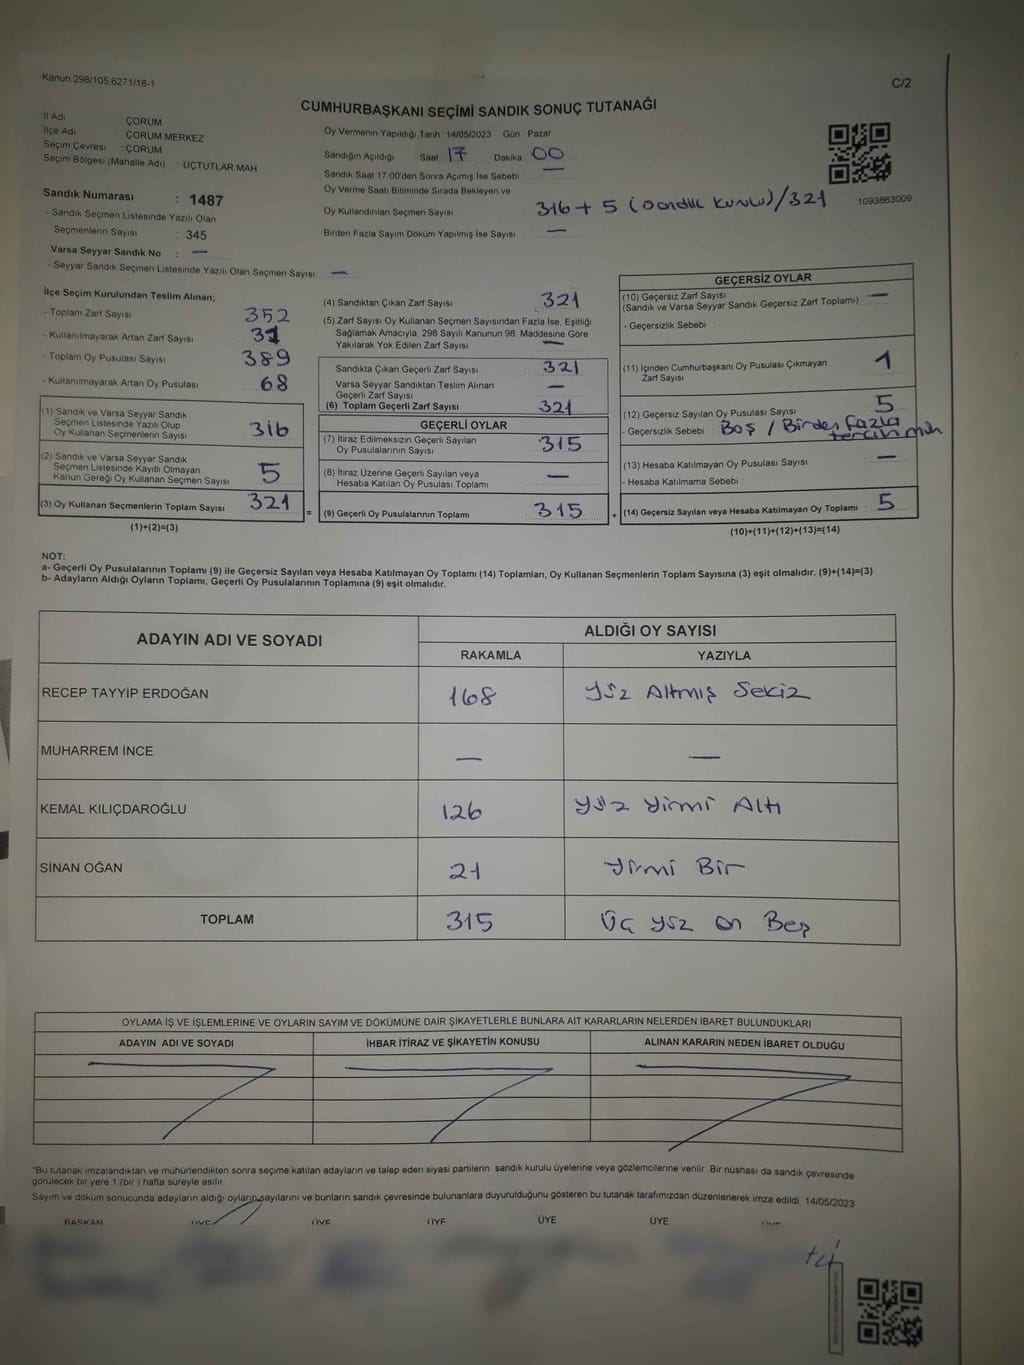 Kanun 298/105,6271/18-1
C/2
CUMHURBAŞKANI SEÇİMİ SANDIK SONUÇ TUTANAĞI
İl Adı ÇORUM
İlçe Adı ÇORUM MERKEZ
Seçim Çevresi : ÇORUM
Seçim Bölgesi (Mahalle Adı) : ÜÇTUTLAR MAH
Sandık Numarası : 1487
- Sandık Seçmen Listesinde Yazılı Olan
Seçmenlerin Sayısı : 345
Varsa Seyyar Sandık No : —
- Seyyar Sandık Seçmen Listesinde Yazılı Olan Seçmen Sayısı: —
Oy Vermenin Yapıldığı Tarih 14/05/2023 Gün Pazar
Sandığın Açıldığı Saat 17 Dakika 00
Sandık Saat 17:00'den Sonra Açımış İse Sebebi : —
Oy Verme Saati Bitiminde Sırada Bekleyen ve
Oy Kullandırılan Seçmen Sayısı 316 + 5 (Sandık Kurulu) / 321
Birden Fazla Sayım Döküm Yapılmış İse Sayısı —
1093863009
İlçe Seçim Kurulundan Teslim Alınan;
- Toplam Zarf Sayısı 352
- Kullanılmayarak Artan Zarf Sayısı 31
- Toplam Oy Pusulası Sayısı 389
- Kullanılmayarak Artan Oy Pusulası : 68
(1) Sandık ve Varsa Seyyar Sandık
Seçmen Listesinde Yazılı Olup
Oy Kullanan Seçmenlerin Sayısı 316
(2) Sandık ve Varsa Seyyar Sandık
Seçmen Listesinde Kayıtlı Olmayan
Kanun Gereği Oy Kullanan Seçmen Sayısı 5
(3) Oy Kullanan Seçmenlerin Toplam Sayısı 321 =
(1)+(2)=(3)
(4) Sandıktan Çıkan Zarf Sayısı 321
(5) Zarf Sayısı Oy Kullanan Seçmen Sayısından Fazla İse, Eşitliği
Sağlamak Amacıyla, 298 Sayılı Kanunun 98. Maddesine Göre
Yakılarak Yok Edilen Zarf Sayısı —
Sandıkta Çıkan Geçerli Zarf Sayısı : 321
Varsa Seyyar Sandıktan Teslim Alınan
Geçerli Zarf Sayısı —
(6) Toplam Geçerli Zarf Sayısı : 321
GEÇERLİ OYLAR
(7) İtiraz Edilmeksizin Geçerli Sayılan
Oy Pusulalarının Sayısı 315
(8) İtiraz Üzerine Geçerli Sayılan veya
Hesaba Katılan Oy Pusulası Toplamı —
(9) Geçerli Oy Pusulalarının Toplamı 315 +
GEÇERSİZ OYLAR
(10) Geçersiz Zarf Sayısı —
(Sandık ve Varsa Seyyar Sandık Geçersiz Zarf Toplamı)
- Geçersizlik Sebebi :
(11) İçinden Cumhurbaşkanı Oy Pusulası Çıkmayan 1
Zarf Sayısı
(12) Geçersiz Sayılan Oy Pusulası Sayısı 5
- Geçersizlik Sebebi : Boş / Birden fazla
tercih
(13) Hesaba Katılmayan Oy Pusulası Sayısı —
- Hesaba Katılmama Sebebi
(14) Geçersiz Sayılan veya Hesaba Katılmayan Oy Toplamı : 5
(10)+(11)+(12)+(13)=(14)
NOT:
a- Geçerli Oy Pusulalarının Toplamı (9) ile Geçersiz Sayılan veya Hesaba Katılmayan Oy Toplamı (14) Toplamları, Oy Kullanan Seçmenlerin Toplam Sayısına (3) eşit olmalıdır. (9)+(14)=(3)
b- Adayların Aldığı Oyların Toplamı, Geçerli Oy Pusulalarının Toplamına (9) eşit olmalıdır.
ADAYIN ADI VE SOYADI
ALDIĞI OY SAYISI
RAKAMLA YAZIYLA
RECEP TAYYİP ERDOĞAN 168 yüz Altmış Sekiz
MUHARREM İNCE — —
KEMAL KILIÇDAROĞLU 126 yüz yirmi Altı
SİNAN OĞAN 21 yirmi Bir
TOPLAM 315 Üç yüz on Beş
OYLAMA İŞ VE İŞLEMLERİNE VE OYLARIN SAYIM VE DÖKÜMÜNE DAİR ŞİKAYETLERLE BUNLARA AİT KARARLARIN NELERDEN İBARET BULUNDUKLARI
ADAYIN ADI VE SOYADI İHBAR İTİRAZ VE ŞİKAYETİN KONUSU ALINAN KARARIN NEDEN İBARET OLDUĞU
*Bu tutanak imzalandıktan ve mühürlendikten sonra seçime katılan adayların ve talep eden siyasi partilerin sandık kurulu üyelerine veya gözlemcilerine verilir. Bir nüshası da sandık çevresinde
görülecek bir yere 1 (bir ) hafta süreyle asılır
Sayım ve döküm sonucunda adayların aldığı oyların sayılarını ve bunların sandık çevresinde bulunanlara duyurulduğunu gösteren bu tutanak tarafımızdan düzenlenerek imza edildi. 14/05/2023
BAŞKAN ÜYE ÜYE ÜYE ÜYE ÜYE